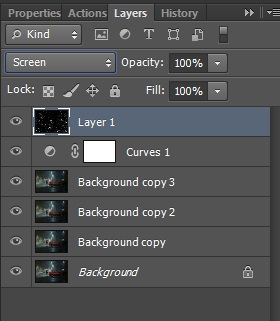 Properties Actions Layers History
Kind
Screen Opacity: 100%
Lock: Fill: 100%
Layer 1
Curves 1
Background copy 3
Background copy 2
Background copy
Background